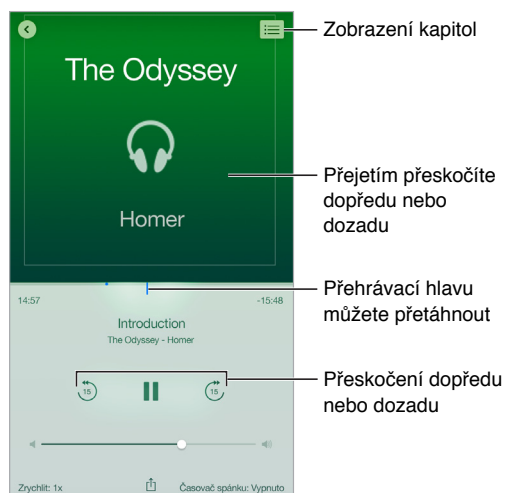 Zobrazení kapitol
The Odyssey
Homer
Přejetím přeskočíte
dopředu nebo
dozadu
Přehrávací hlavu
můžete přetáhnout
14:57
-15:48
Introduction
The Odyssey - Homer
15
15
Přeskočení dopředu
nebo dozadu
Zrychlit: 1x
Časovač spánku: Vypnuto